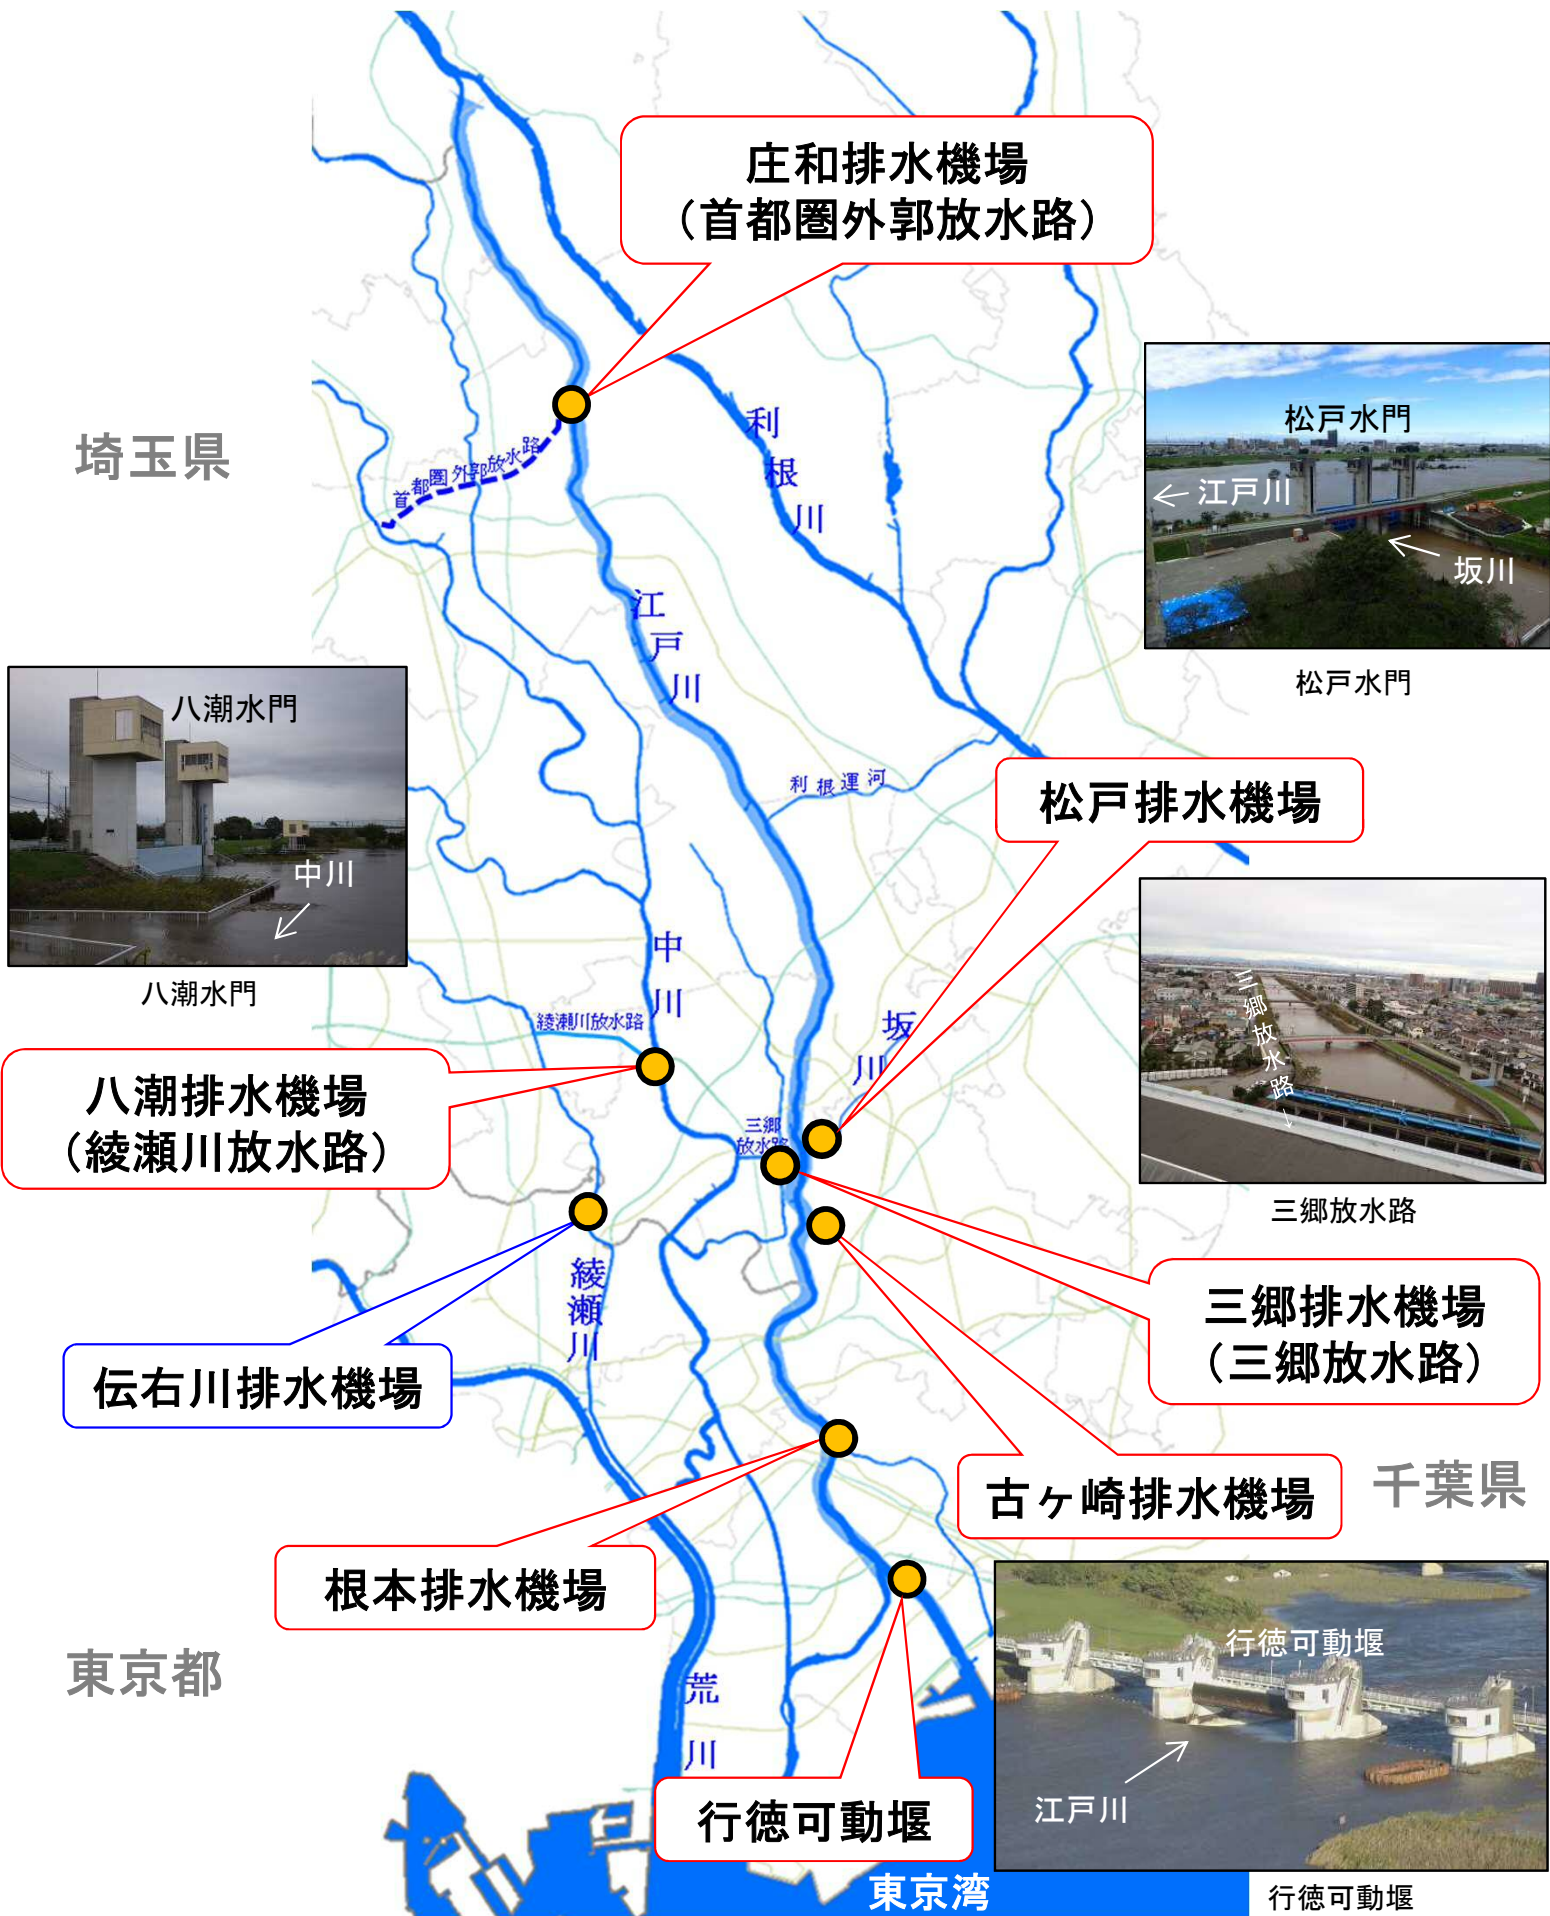 庄和排水機場
（首都圏外郭放水路）
埼玉県
首都圏外郭放水路
利根川
松戸水門
江戸川
坂川
松戸水門
江戸川
八潮水門
中川
八潮水門
利根運河
松戸排水機場
中川
綾瀬川放水路
坂川
三郷放水路
三郷放水路
八潮排水機場
（綾瀬川放水路）
三郷
放水路
綾瀬川
三郷排水機場
（三郷放水路）
伝右川排水機場
古ヶ崎排水機場
千葉県
根本排水機場
東京都
荒川
行徳可動堰
江戸川
行徳可動堰
東京湾
行徳可動堰